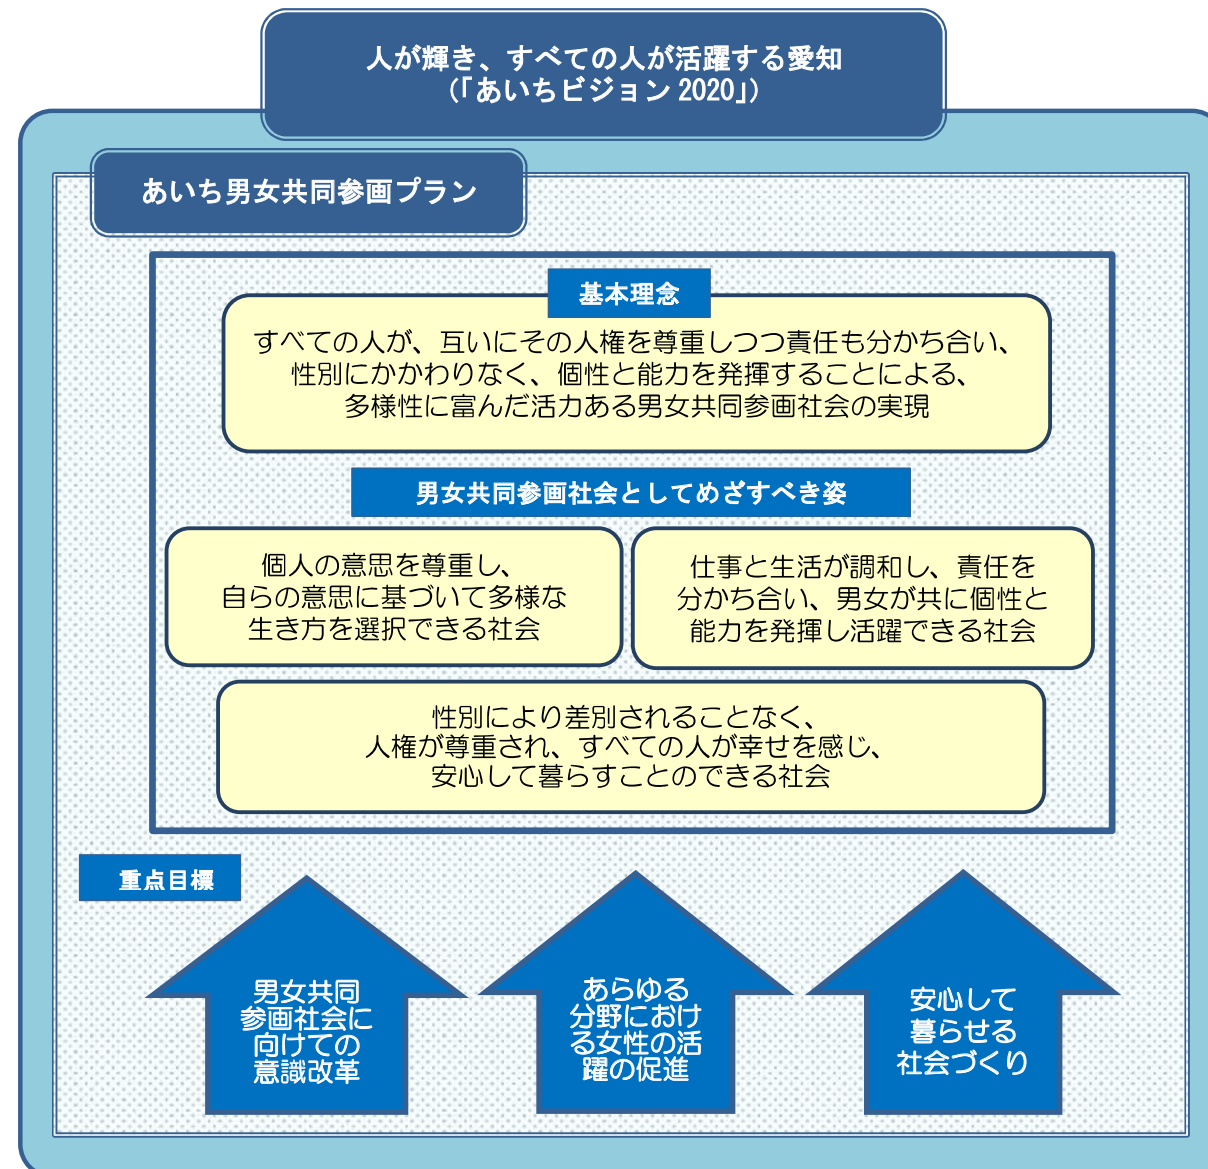 人が輝き、すべての人が活躍する愛知
(「あいちビジョン 2020」)
あいち男女共同参画プラン
基本理念
すべての人が、互いにその人権を尊重しつつ責任も分かち合い、
性別にかかわりなく、個性と能力を発揮することによる、
多様性に富んだ活力ある男女共同参画社会の実現
男女共同参画社会としてめざすべき姿
個人の意思を尊重し、
自らの意思に基づいて多様な
生き方を選択できる社会
仕事と生活が調和し、責任を
分かち合い、男女が共に個性と
能力を発揮し活躍できる社会
性別により差別されることなく、
人権が尊重され、すべての人が幸せを感じ、
安心して暮らすことのできる社会
重点目標
男女共同
参画社会に
向けての
意識改革
あらゆる
分野におけ
る女性の活
躍の促進
安心して
暮らせる
社会づくり